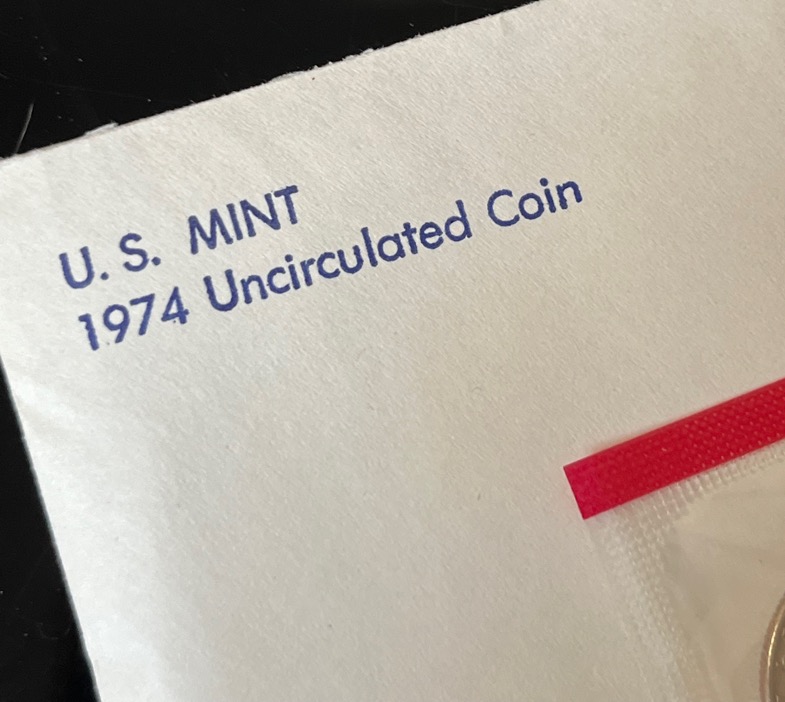 U. S. MINT
1974 Uncirculated Coin